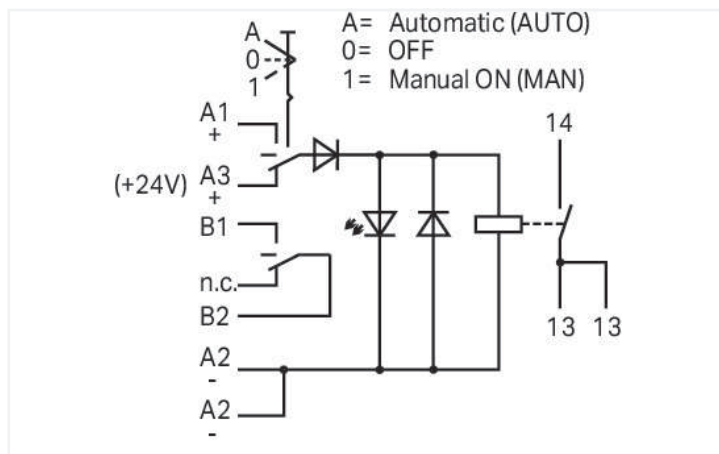 A
0
1
A= Automatic (AUTO)
0= OFF
1= Manual ON (MAN)
A1
+
(+24V) A3
+
B1
n.c.
B2
A2
-
A2
-
14
13 13